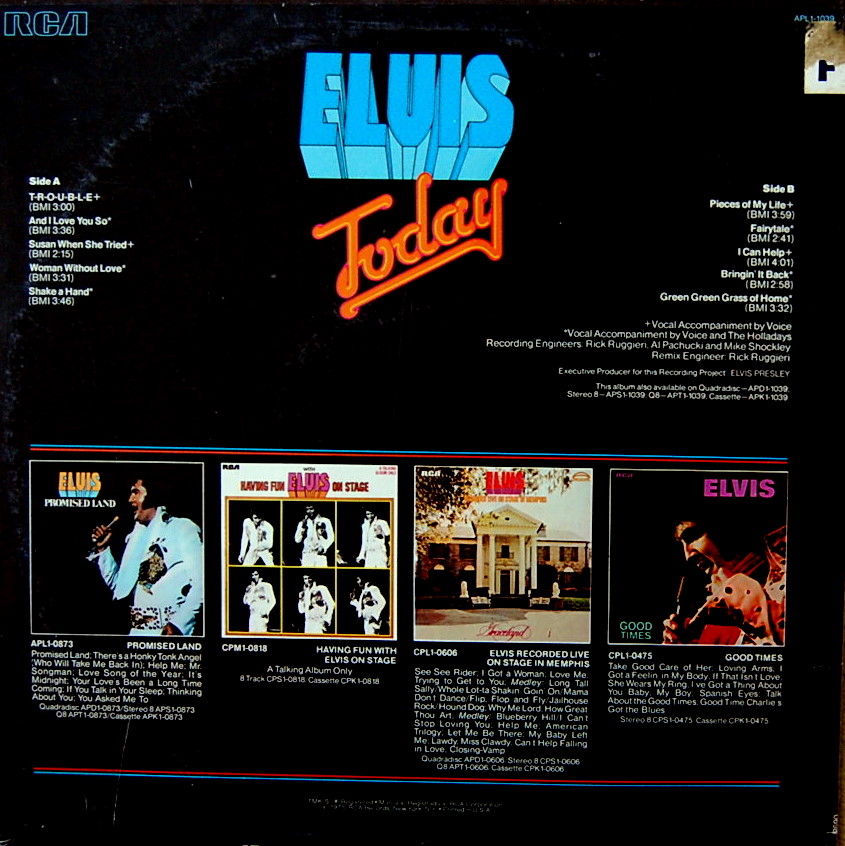 RCA
APL1-1039
ELVIS
Today
Side A
T-R-O-U-B-L-E+
(BMI 3:00)
And I Love You So*
(BMI 3:36)
Susan When She Tried+
(BMI 2:15)
Woman Without Love*
(BMI 3:31)
Shake a Hand*
(BMI 3:46)
Side B
Pieces of My Life+
(BMI 3:59)
Fairytale*
(BMI 2:41)
I Can Help+
(BMI 4:01)
Bringin' It Back*
(BMI 2:58)
Green Green Grass of Home*
(BMI 3:32)
+Vocal Accompaniment by Voice
*Vocal Accompaniment by Voice and The Holladays
Recording Engineers: Rick Ruggieri, Al Pachucki and Mike Shockley
Remix Engineer: Rick Ruggieri
Executive Producer for this Recording Project ELVIS PRESLEY
This album also available on Quadradisc—APD1-1039;
Stereo 8—APS1-1039; Q8—APT1-1039; Cassette—APK1-1039
ELVIS
PROMISED LAND
APL1-0873 PROMISED LAND
Promised Land; There's a Honky Tonk Angel
(Who Will Take Me Back In); Help Me; Mr.
Songman; Love Song of the Year; It's
Midnight; Your Love's Been a Long Time
Coming; If You Talk in Your Sleep; Thinking
About You; You Asked Me To
Quadradisc APD1-0873/Stereo 8 APS1-0873
Q8 APT1-0873/Cassette APK1-0873
RCA
WITH
HAVING FUN ELVIS ON STAGE
CPM1-0818 HAVING FUN WITH
ELVIS ON STAGE
A Talking Album Only
8 Track CPS1-0818. Cassette CPK1-0818
RCA
ELVIS
Graceland
CPL1-0606 ELVIS RECORDED LIVE
ON STAGE IN MEMPHIS
See See Rider; I Got a Woman; Love Me;
Trying to Get to You; Medley: Long Tall
Sally/Whole Lot-ta Shakin' Goin' On/Mama
Don't Dance/Flip, Flop and Fly/Jailhouse
Rock/Hound Dog; Why Me Lord; How Great
Thou Art; Medley: Blueberry Hill/I Can't
Stop Loving You; Help Me; American
Trilogy; Let Me Be There; My Baby Left
Me; Lawdy, Miss Clawdy; Can't Help Falling
in Love; Closing-Vamp
Quadradisc APD1-0606 Stereo 8 CPS1-0606
Q8 APT1-0606 Cassette CPK1-0606
ELVIS
GOOD
TIMES
CPL1-0475 GOOD TIMES
Take Good Care of Her; Loving Arms; I
Got a Feelin' in My Body; If That Isn't Love;
She Wears My Ring; I've Got a Thing About
You Baby; My Boy; Spanish Eyes; Talk
About the Good Times; Good Time Charlie's
Got the Blues
Stereo 8 CPS1-0475 Cassette CPK1-0475